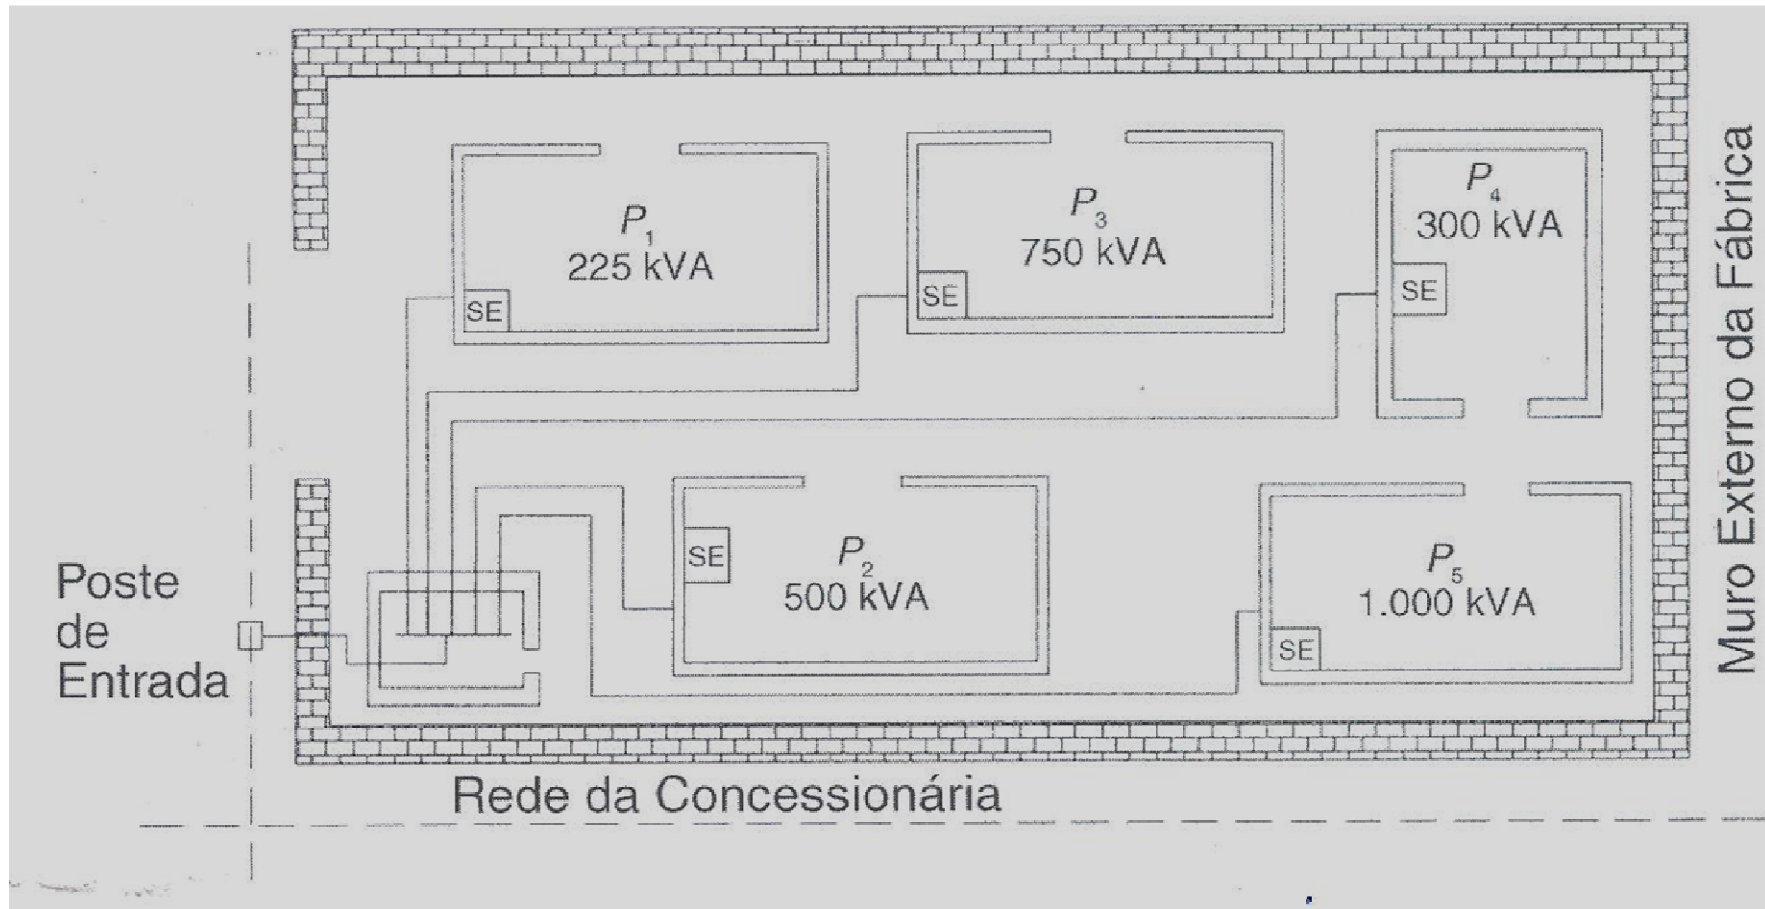 P1
225 kVA
SE
P3
750 kVA
SE
P4
300 kVA
SE
P2
500 kVA
SE
P5
1.000 kVA
SE
Poste
de
Entrada
Rede da Concessionária
Muro Externo da Fábrica